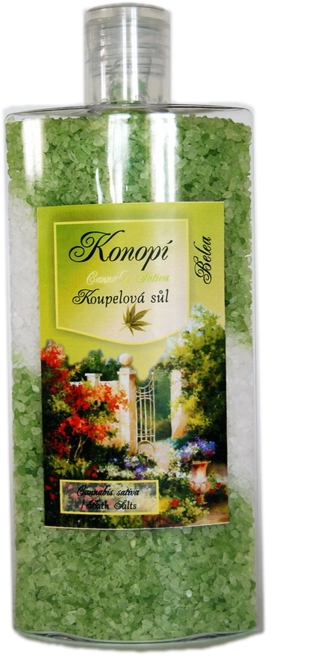 Konopí
Cannabis Sativa
Koupelová sůl
Belea
Cannabis sativa
Bath Salts